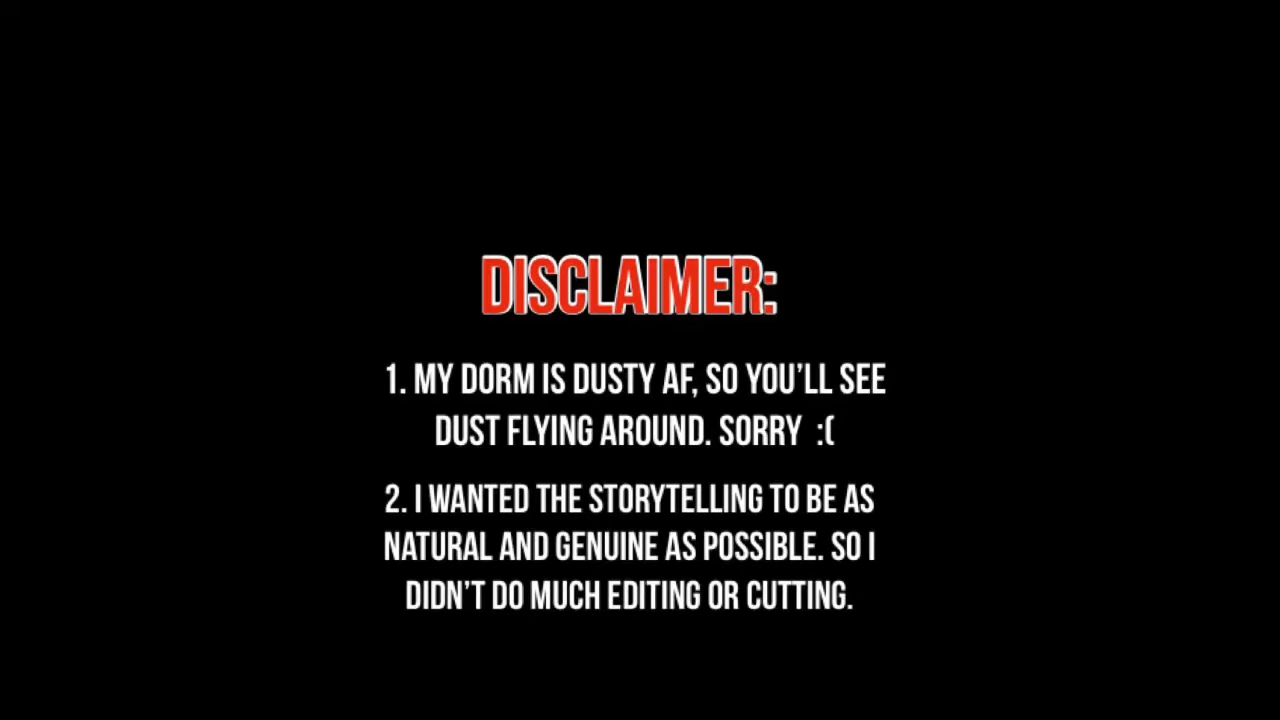 DISCLAIMER:
1. MY DORM IS DUSTY AF, SO YOU'LL SEE
DUST FLYING AROUND. SORRY :(
2. I WANTED THE STORYTELLING TO BE AS
NATURAL AND GENUINE AS POSSIBLE. SO I
DIDN'T DO MUCH EDITING OR CUTTING.